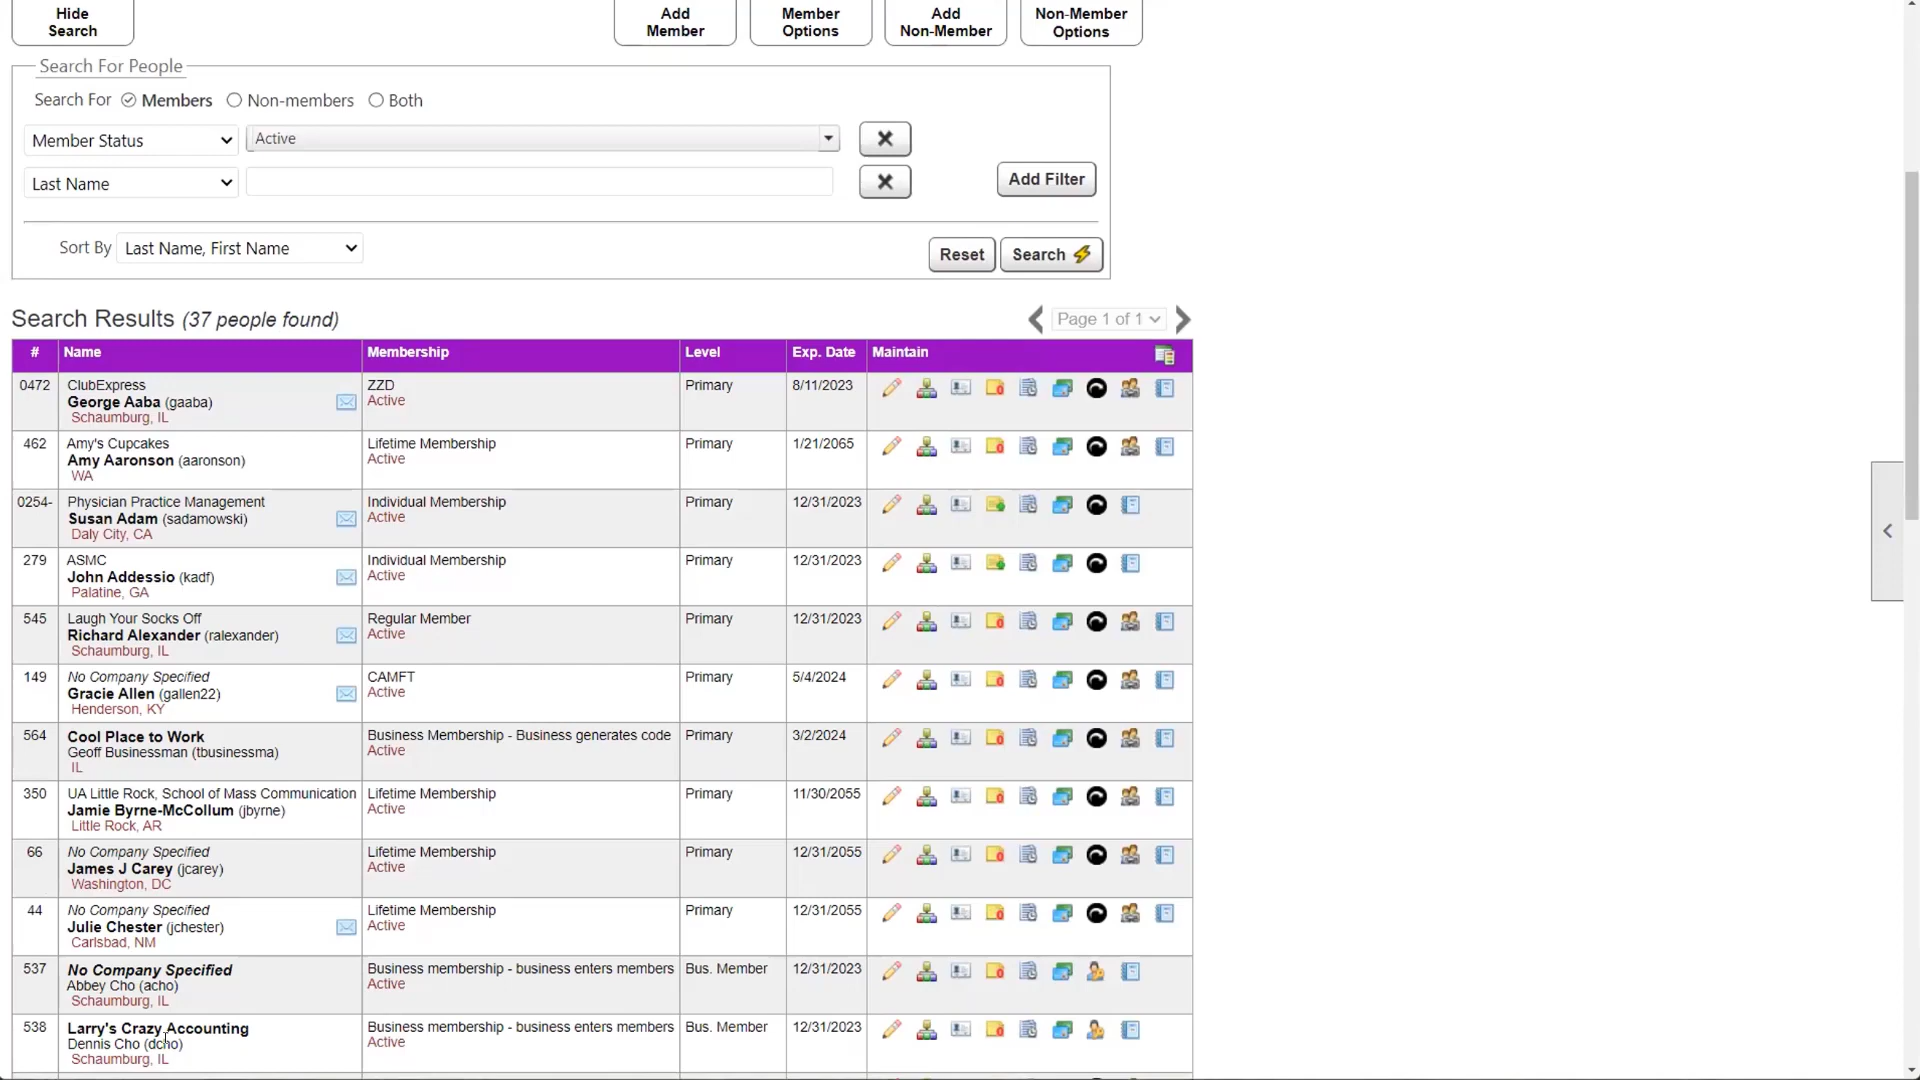 Hide
Search
Add
Member
Member
Options
Add
Non-Member
Non-Member
Options
Search For People
Search For Members Non-members Both
Member Status Active
Last Name
Add Filter
Sort By Last Name, First Name
Reset Search
Search Results (37 people found) Page 1 of 1
# Name Membership Level Exp. Date Maintain
0472 ClubExpress ZZD Primary 8/11/2023
George Aaba (gaaba) Active
Schaumburg, IL
462 Amy's Cupcakes Lifetime Membership Primary 1/21/2065
Amy Aaronson (aaronson) Active
WA
0254- Physician Practice Management Individual Membership Primary 12/31/2023
Susan Adam (sadamowski) Active
Daly City, CA
279 ASMC Individual Membership Primary 12/31/2023
John Addessio (kadf) Active
Palatine, GA
545 Laugh Your Socks Off Regular Member Primary 12/31/2023
Richard Alexander (ralexander) Active
Schaumburg, IL
149 No Company Specified CAMFT Primary 5/4/2024
Gracie Allen (gallen22) Active
Henderson, KY
564 Cool Place to Work Business Membership - Business generates code Primary 3/2/2024
Geoff Businessman (tbusinessma) Active
IL
350 UA Little Rock, School of Mass Communication Lifetime Membership Primary 11/30/2055
Jamie Byrne-McCollum (jbyrne) Active
Little Rock, AR
66 No Company Specified Lifetime Membership Primary 12/31/2055
James J Carey (jcarey) Active
Washington, DC
44 No Company Specified Lifetime Membership Primary 12/31/2055
Julie Chester (jchester) Active
Carlsbad, NM
537 No Company Specified Business membership - business enters members Bus. Member 12/31/2023
Abbey Cho (acho) Active
Schaumburg, IL
538 Larry's Crazy Accounting Business membership - business enters members Bus. Member 12/31/2023
Dennis Cho (dcho) Active
Schaumburg, IL